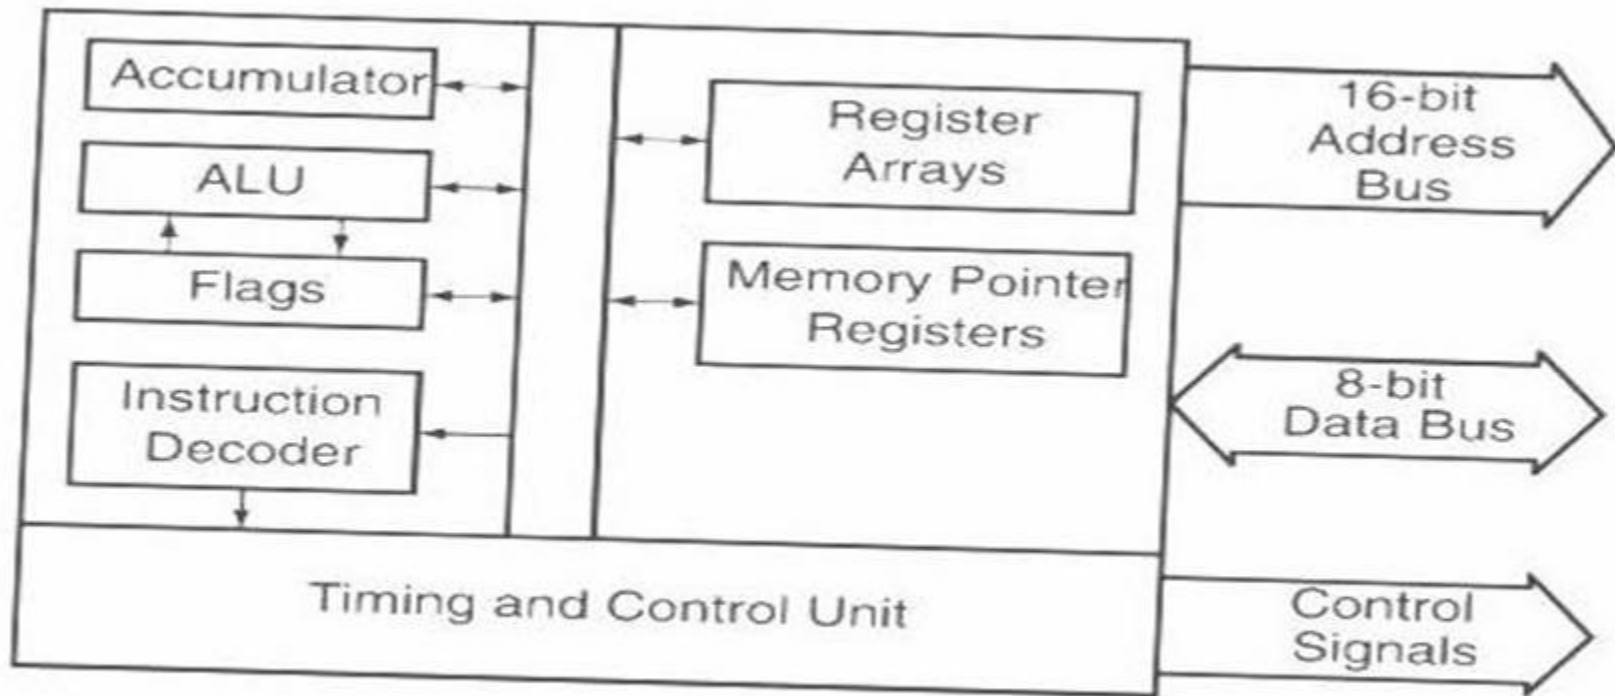 Accumulator
ALU
Flags
Instruction
Decoder
Register
Arrays
Memory Pointer
Registers
Timing and Control Unit
16-bit
Address
Bus
8-bit
Data Bus
Control
Signals